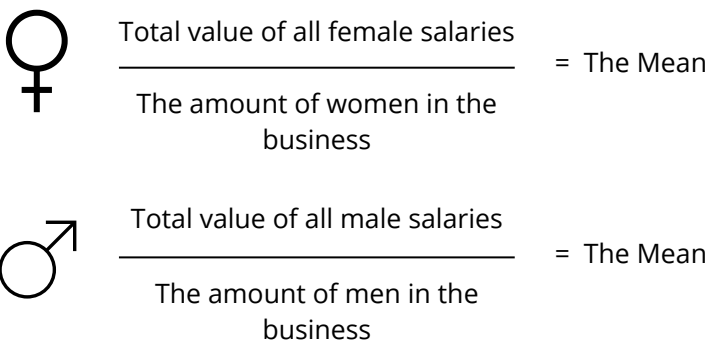 Total value of all female salaries
= The Mean
The amount of women in the
business
Total value of all male salaries
= The Mean
The amount of men in the
business